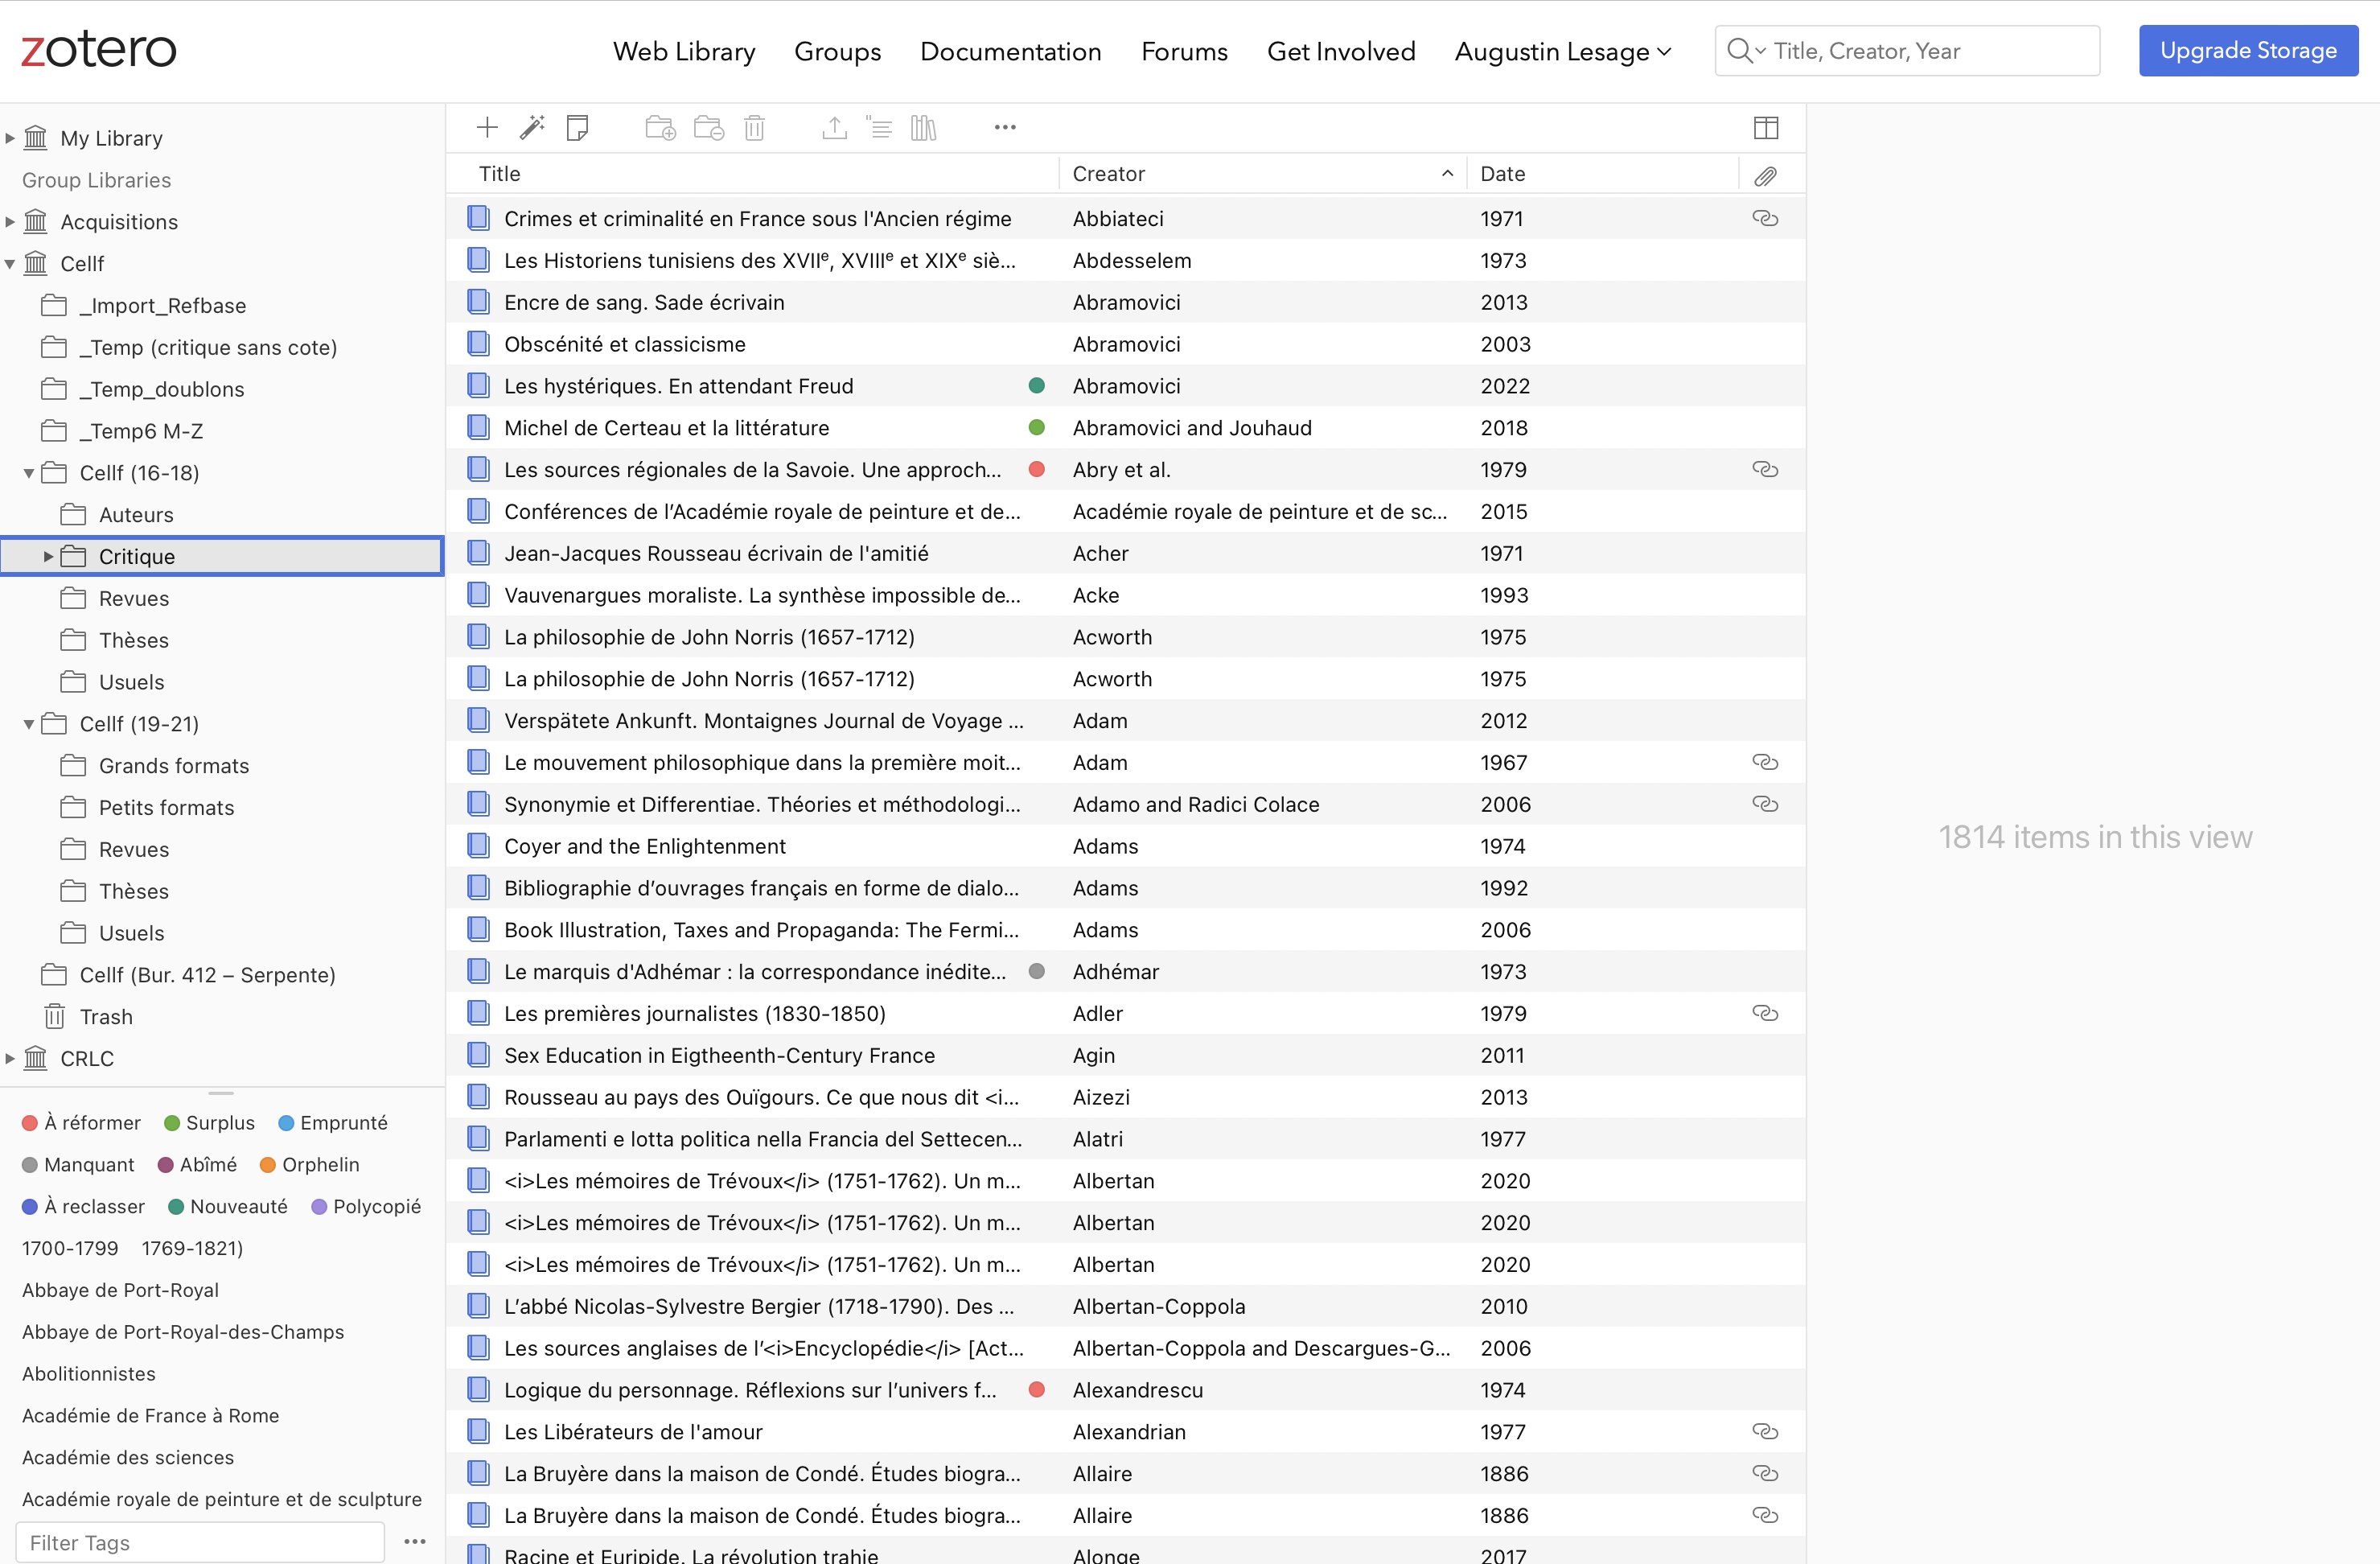 zotero
Web Library Groups Documentation Forums Get Involved Augustin Lesage Title, Creator, Year Upgrade Storage
My Library
Group Libraries
Acquisitions
Cellf
_Import_Refbase
_Temp (critique sans cote)
_Temp_doublons
_Temp6 M-Z
Cellf (16-18)
Auteurs
Critique
Revues
Thèses
Usuels
Cellf (19-21)
Grands formats
Petits formats
Revues
Thèses
Usuels
Cellf (Bur. 412 – Serpente)
Trash
CRLC
À réformer Surplus Emprunté
Manquant Abîmé Orphelin
À reclasser Nouveauté Polycopié
1700-1799 1769-1821)
Abbaye de Port-Royal
Abbaye de Port-Royal-des-Champs
Abolitionnistes
Académie de France à Rome
Académie des sciences
Académie royale de peinture et de sculpture
Filter Tags
Title Creator Date
Crimes et criminalité en France sous l'Ancien régime Abbiateci 1971
Les Historiens tunisiens des XVIIᵉ, XVIIIᵉ et XIXᵉ siè... Abdesselem 1973
Encre de sang. Sade écrivain Abramovici 2013
Obscénité et classicisme Abramovici 2003
Les hystériques. En attendant Freud Abramovici 2022
Michel de Certeau et la littérature Abramovici and Jouhaud 2018
Les sources régionales de la Savoie. Une approch... Abry et al. 1979
Conférences de l’Académie royale de peinture et de... Académie royale de peinture et de sc... 2015
Jean-Jacques Rousseau écrivain de l'amitié Acher 1971
Vauvenargues moraliste. La synthèse impossible de... Acke 1993
La philosophie de John Norris (1657-1712) Acworth 1975
La philosophie de John Norris (1657-1712) Acworth 1975
Verspätete Ankunft. Montaignes Journal de Voyage ... Adam 2012
Le mouvement philosophique dans la première moit... Adam 1967
Synonymie et Differentiae. Théories et méthodologi... Adamo and Radici Colace 2006
Coyer and the Enlightenment Adams 1974
Bibliographie d’ouvrages français en forme de dialo... Adams 1992
Book Illustration, Taxes and Propaganda: The Fermi... Adams 2006
Le marquis d'Adhémar : la correspondance inédite... Adhémar 1973
Les premières journalistes (1830-1850) Adler 1979
Sex Education in Eigtheenth-Century France Agin 2011
Rousseau au pays des Ouïgours. Ce que nous dit <i... Aizezi 2013
Parlamenti e lotta politica nella Francia del Settecen... Alatri 1977
<i>Les mémoires de Trévoux</i> (1751-1762). Un m... Albertan 2020
<i>Les mémoires de Trévoux</i> (1751-1762). Un m... Albertan 2020
<i>Les mémoires de Trévoux</i> (1751-1762). Un m... Albertan 2020
L’abbé Nicolas-Sylvestre Bergier (1718-1790). Des ... Albertan-Coppola 2010
Les sources anglaises de l’<i>Encyclopédie</i> [Act... Albertan-Coppola and Descargues-G... 2006
Logique du personnage. Réflexions sur l’univers f... Alexandrescu 1974
Les Libérateurs de l'amour Alexandrian 1977
La Bruyère dans la maison de Condé. Études biogra... Allaire 1886
La Bruyère dans la maison de Condé. Études biogra... Allaire 1886
Racine et Euripide. La révolution trahie Alonge 2017
1814 items in this view